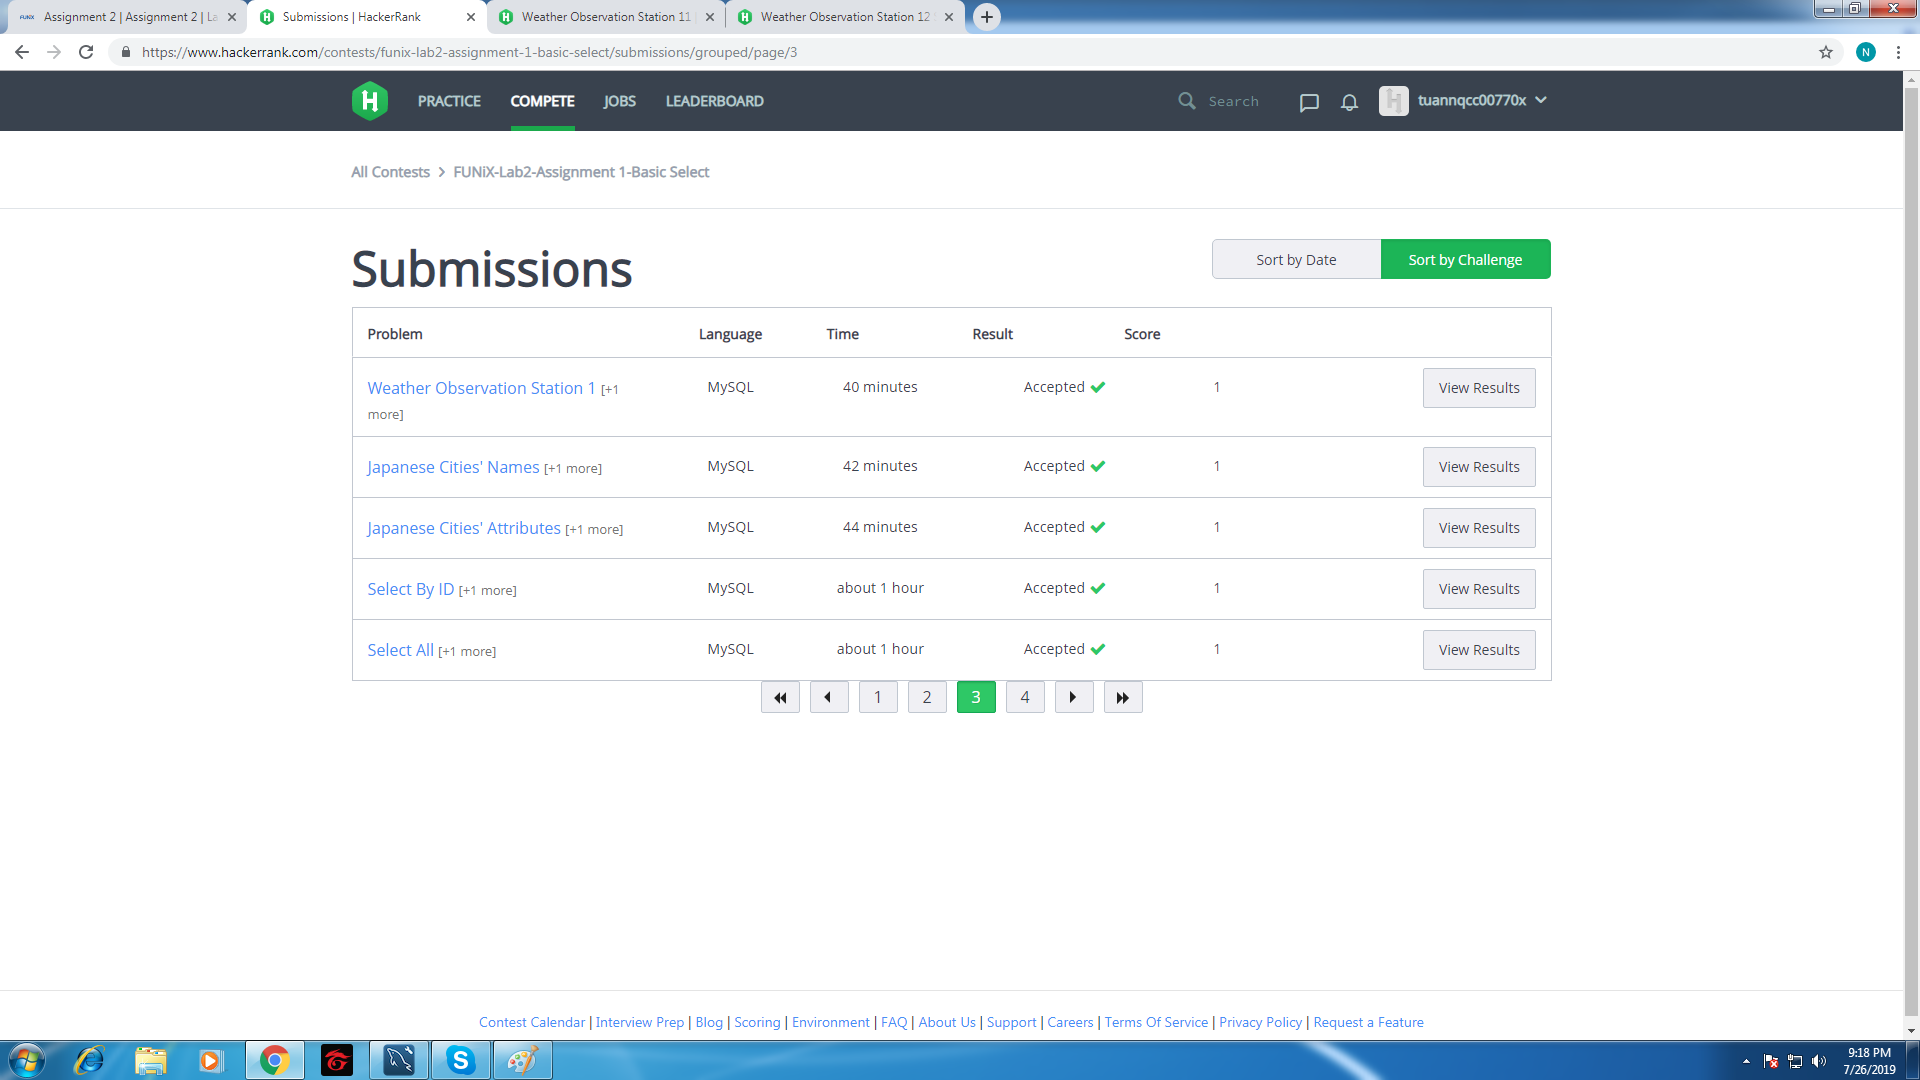 Assignment 2 | Assignment 2 | La
Submissions | HackerRank
Weather Observation Station 11 |
Weather Observation Station 12
https://www.hackerrank.com/contests/funix-lab2-assignment-1-basic-select/submissions/grouped/page/3
N
PRACTICE COMPETE JOBS LEADERBOARD
Search
tuannqcc00770x
All Contests > FUNiX-Lab2-Assignment 1-Basic Select
Submissions
Sort by Date Sort by Challenge
Problem Language Time Result Score
Weather Observation Station 1 [+1 more] MySQL 40 minutes Accepted 1 View Results
Japanese Cities' Names [+1 more] MySQL 42 minutes Accepted 1 View Results
Japanese Cities' Attributes [+1 more] MySQL 44 minutes Accepted 1 View Results
Select By ID [+1 more] MySQL about 1 hour Accepted 1 View Results
Select All [+1 more] MySQL about 1 hour Accepted 1 View Results
1 2 3 4
Contest Calendar | Interview Prep | Blog | Scoring | Environment | FAQ | About Us | Support | Careers | Terms Of Service | Privacy Policy | Request a Feature
9:18 PM
7/26/2019